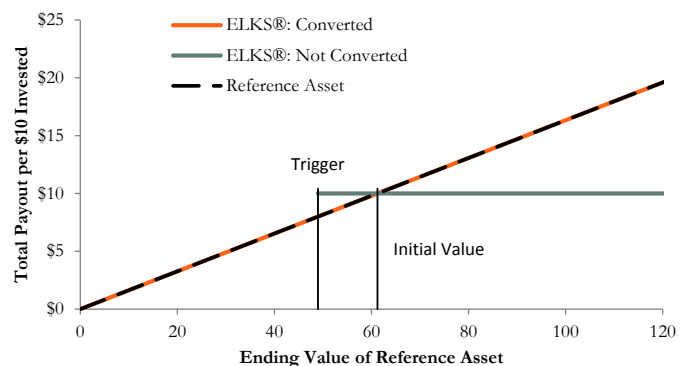 ELKS®: Converted
ELKS®: Not Converted
Reference Asset
$25
$20
$15
$10
$5
$0
Total Payout per $10 Invested
Trigger
Initial Value
0 20 40 60 80 100 120
Ending Value of Reference Asset